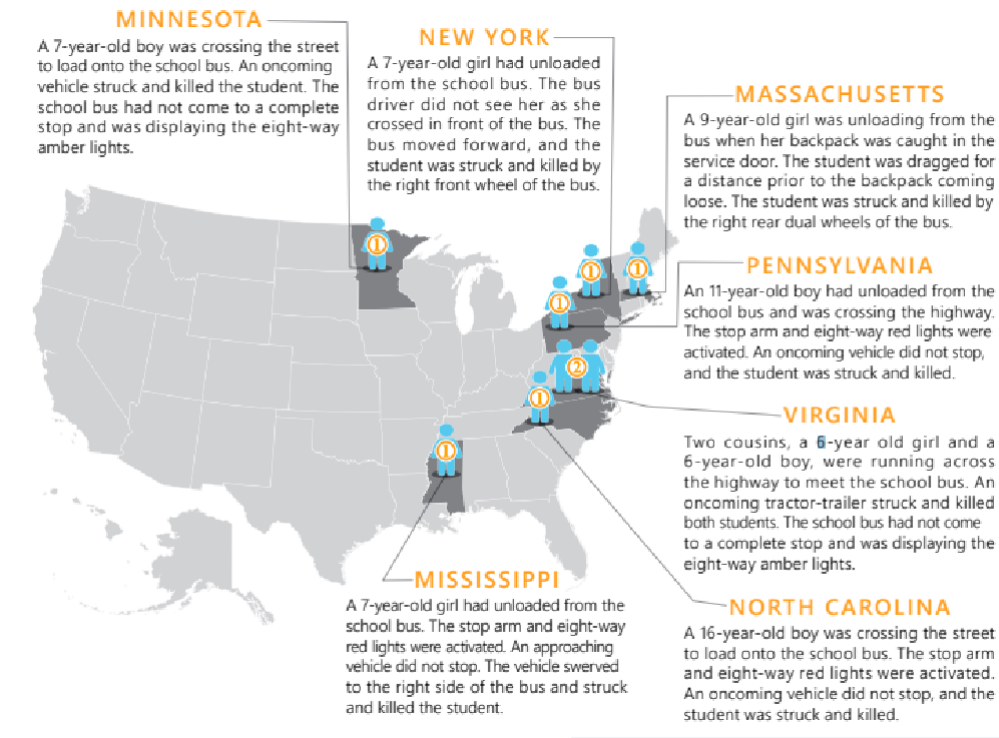 MINNESOTA
A 7-year-old boy was crossing the street
to load onto the school bus. An oncoming
vehicle struck and killed the student. The
school bus had not come to a complete
stop and was displaying the eight-way
amber lights.
NEW YORK
A 7-year-old girl had unloaded
from the school bus. The bus
driver did not see her as she
crossed in front of the bus. The
bus moved forward, and the
student was struck and killed by
the right front wheel of the bus.
MASSACHUSETTS
A 9-year-old girl was unloading from the
bus when her backpack was caught in the
service door. The student was dragged for
a distance prior to the backpack coming
loose. The student was struck and killed by
the right rear dual wheels of the bus.
PENNSYLVANIA
An 11-year-old boy had unloaded from the
school bus and was crossing the highway.
The stop arm and eight-way red lights were
activated. An oncoming vehicle did not stop,
and the student was struck and killed.
VIRGINIA
Two cousins, a 6-year old girl and a
6-year-old boy, were running across
the highway to meet the school bus. An
oncoming tractor-trailer struck and killed
both students. The school bus had not come
to a complete stop and was displaying the
eight-way amber lights.
NORTH CAROLINA
A 16-year-old boy was crossing the street
to load onto the school bus. The stop arm
and eight-way red lights were activated.
An oncoming vehicle did not stop, and the
student was struck and killed.
MISSISSIPPI
A 7-year-old girl had unloaded from the
school bus. The stop arm and eight-way
red lights were activated. An approaching
vehicle did not stop. The vehicle swerved
to the right side of the bus and struck
and killed the student.
1
1
1
1
2
1
1